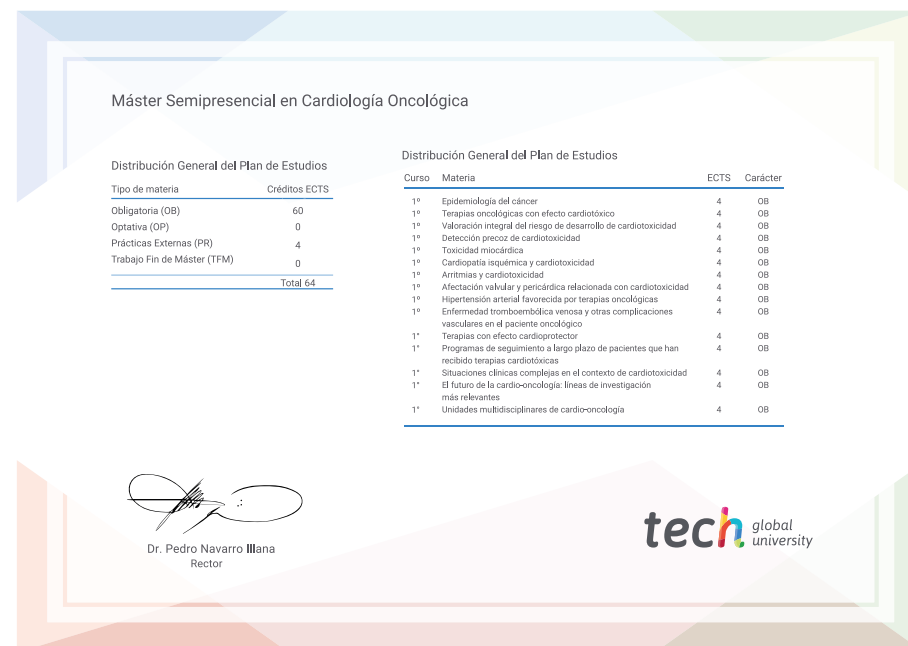 Máster Semipresencial en Cardiología Oncológica
Distribución General del Plan de Estudios
Tipo de materia Créditos ECTS
Obligatoria (OB) 60
Optativa (OP) 0
Prácticas Externas (PR) 4
Trabajo Fin de Máster (TFM) 0
Total 64
Distribución General del Plan de Estudios
Curso Materia ECTS Carácter
1º Epidemiología del cáncer 4 OB
1º Terapias oncológicas con efecto cardiotóxico 4 OB
1º Valoración integral del riesgo de desarrollo de cardiotoxicidad 4 OB
1º Detección precoz de cardiotoxicidad 4 OB
1º Toxicidad miocárdica 4 OB
1º Cardiopatía isquémica y cardiotoxicidad 4 OB
1º Arritmias y cardiotoxicidad 4 OB
1º Afectación valvular y pericárdica relacionada con cardiotoxicidad 4 OB
1º Hipertensión arterial favorecida por terapias oncológicas 4 OB
1º Enfermedad tromboembólica venosa y otras complicaciones 4 OB
vasculares en el paciente oncológico
1° Terapias con efecto cardioprotector 4 OB
1° Programas de seguimiento a largo plazo de pacientes que han 4 OB
recibido terapias cardiotóxicas
1° Situaciones clínicas complejas en el contexto de cardiotoxicidad 4 OB
1° El futuro de la cardio-oncología: líneas de investigación 4 OB
más relevantes
1° Unidades multidisciplinares de cardio-oncología 4 OB
Dr. Pedro Navarro Illana
Rector
tech global
university